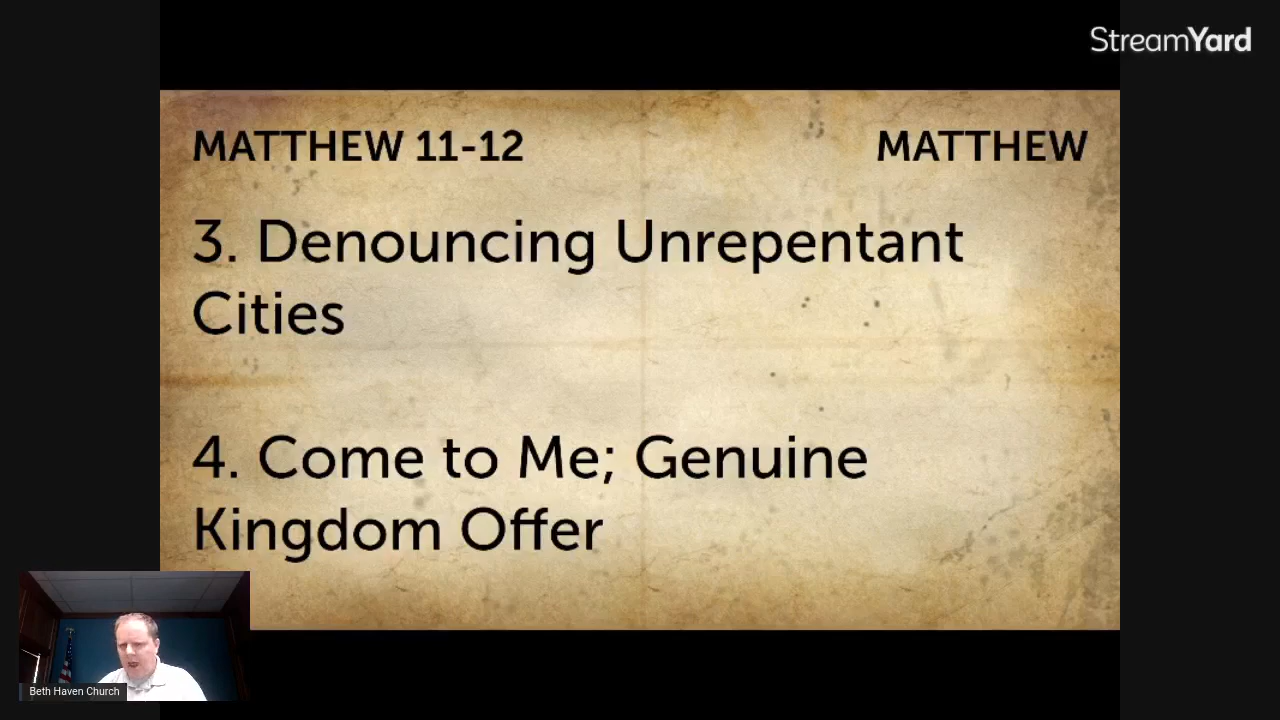 StreamYard
MATTHEW 11-12
MATTHEW
3. Denouncing Unrepentant
Cities
4. Come to Me; Genuine
Kingdom Offer
Beth Haven Church